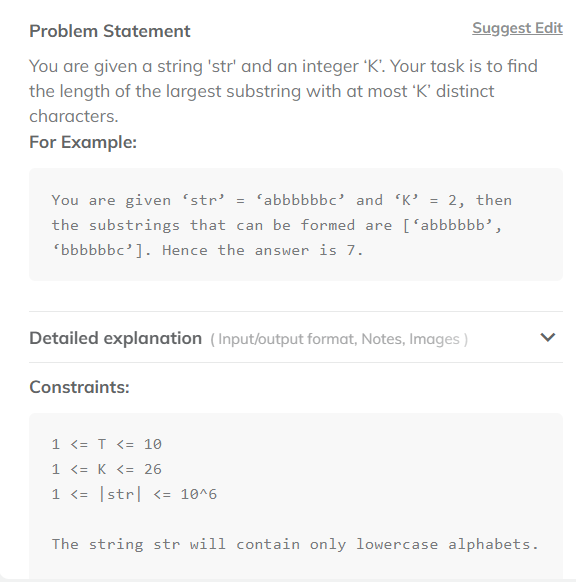 Problem Statement
Suggest Edit
You are given a string 'str' and an integer ‘K’. Your task is to find
the length of the largest substring with at most ‘K’ distinct
characters.
For Example:
You are given ‘str’ = ‘abbbbbbc’ and ‘K’ = 2, then
the substrings that can be formed are [‘abbbbbb’,
‘bbbbbbc’]. Hence the answer is 7.
Detailed explanation ( Input/output format, Notes, Images )
Constraints:
1 <= T <= 10
1 <= K <= 26
1 <= |str| <= 10^6
The string str will contain only lowercase alphabets.